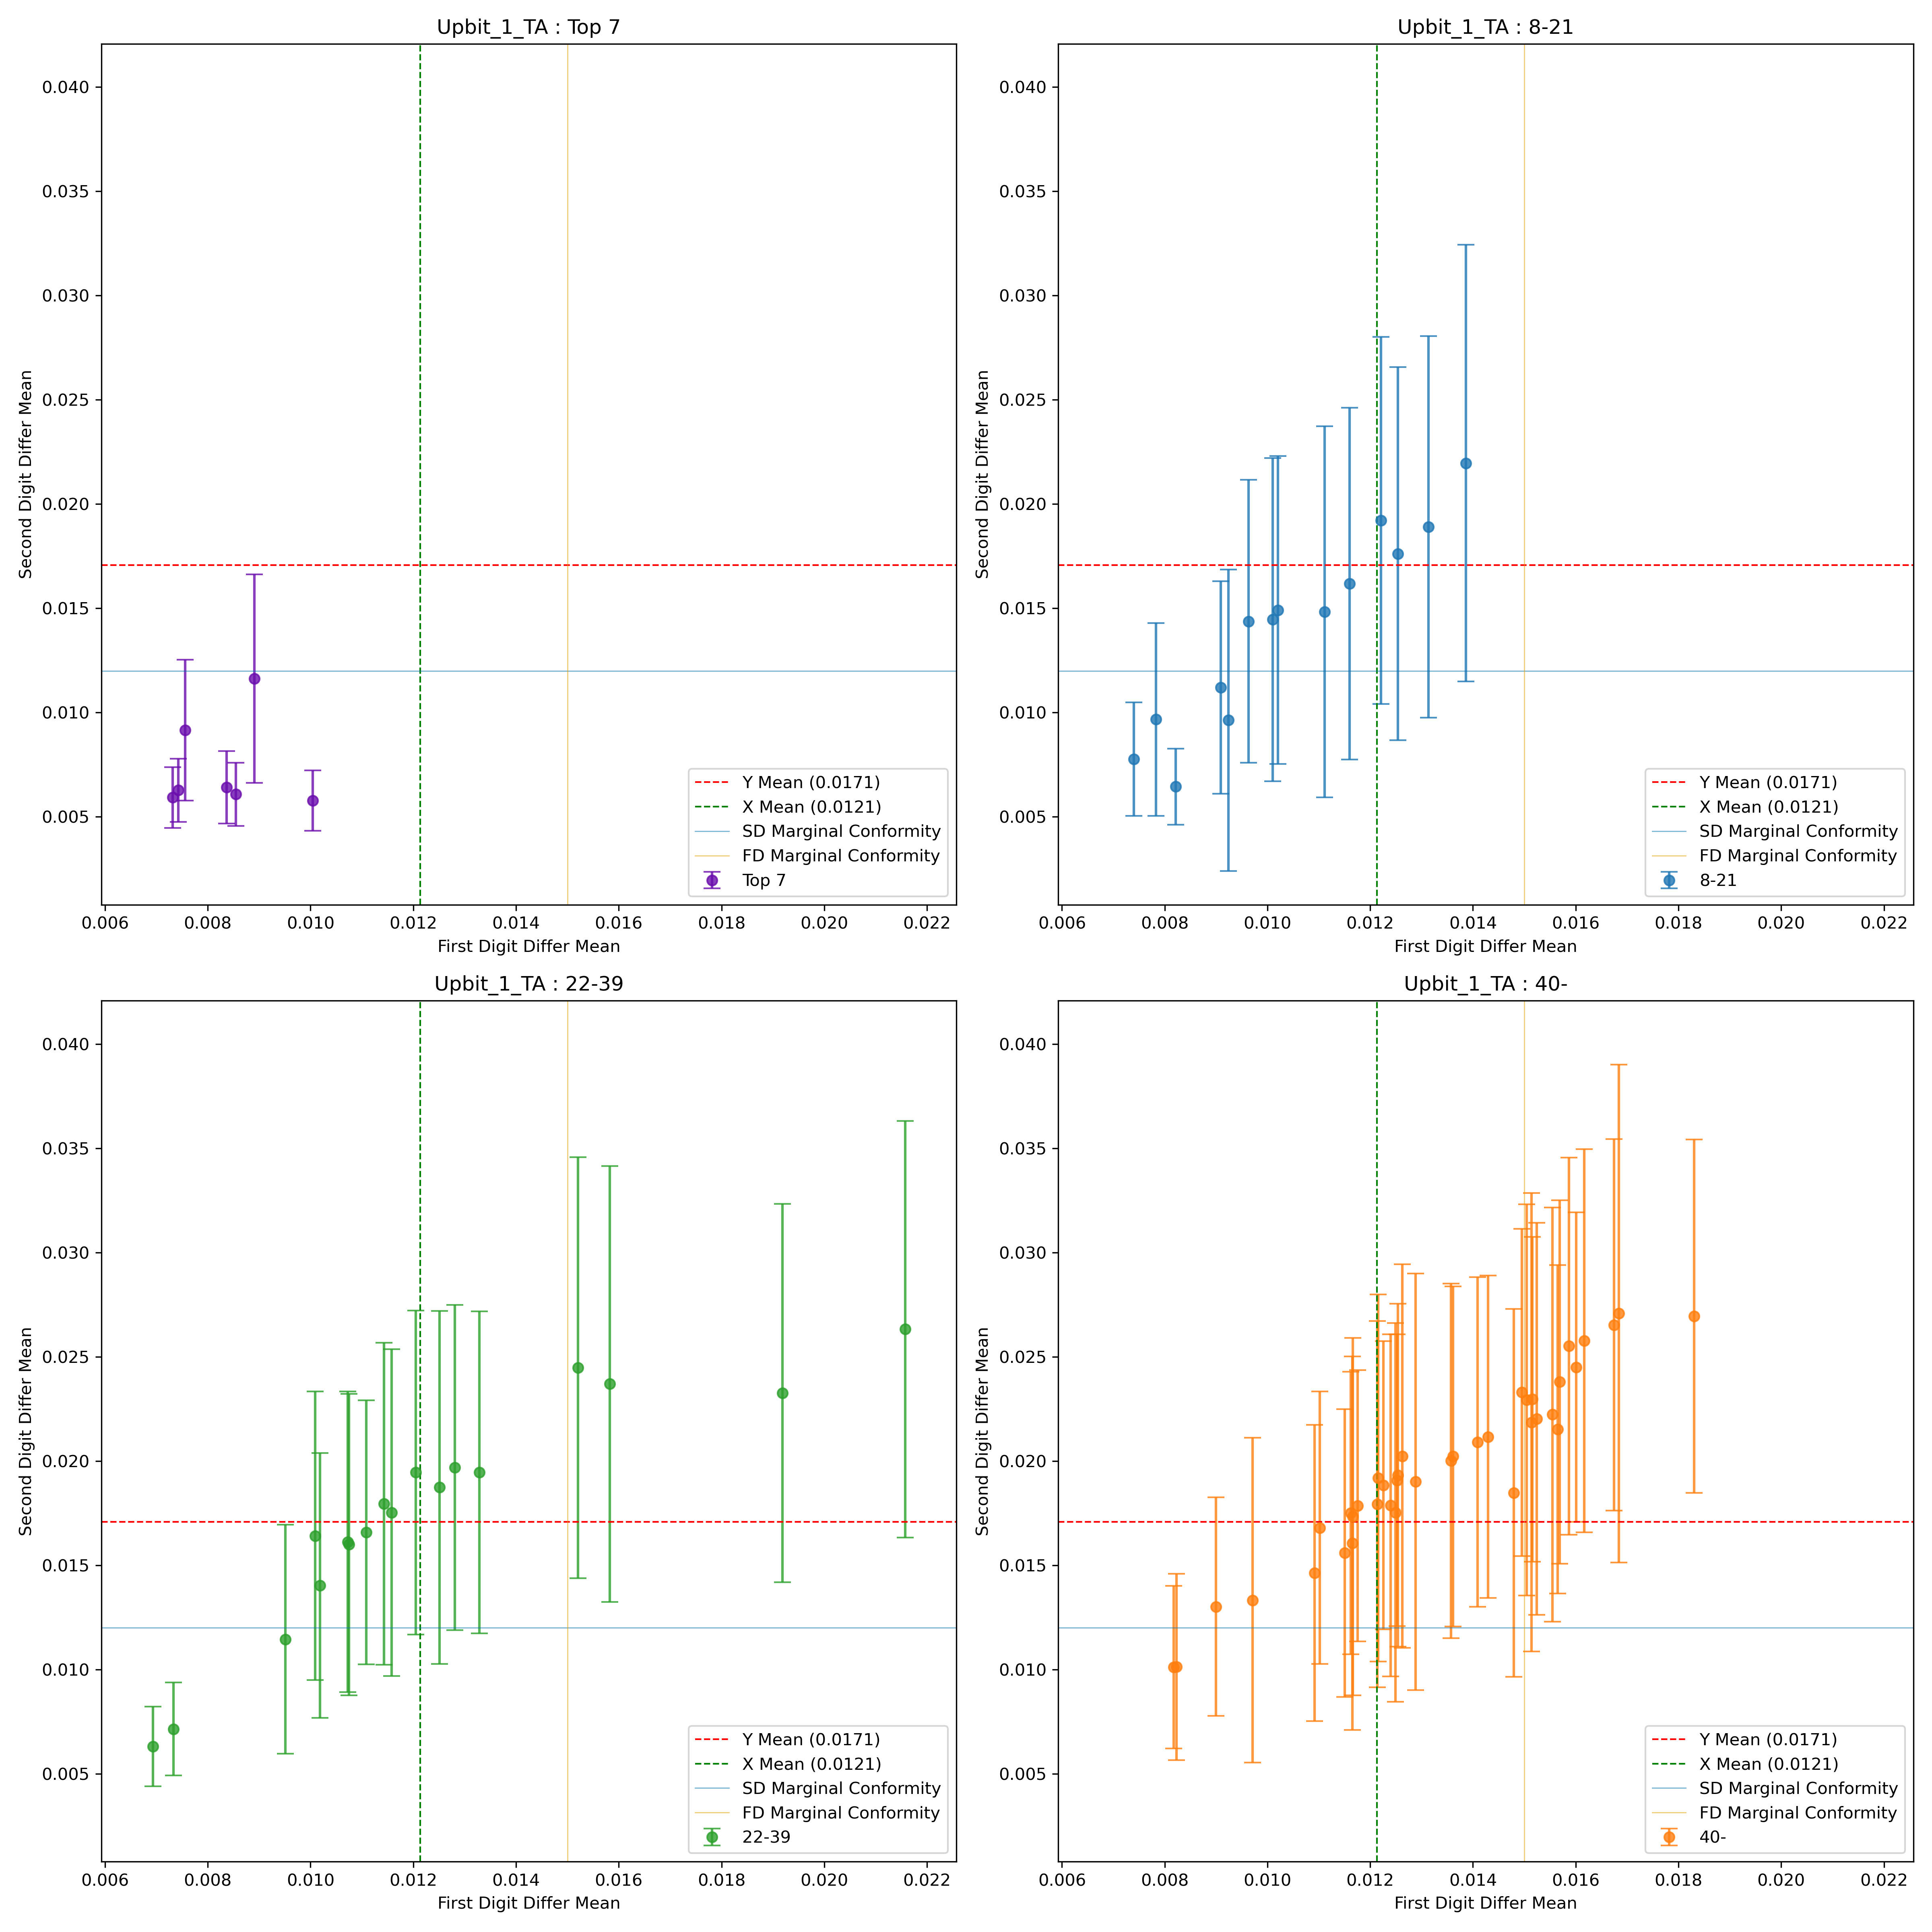 Upbit_1_TA : Top 7
0.040
0.035
0.030
0.025
0.020
0.015
0.010
0.005
Second Digit Differ Mean
Y Mean (0.0171)
X Mean (0.0121)
SD Marginal Conformity
FD Marginal Conformity
Top 7
0.006 0.008 0.010 0.012 0.014 0.016 0.018 0.020 0.022
First Digit Differ Mean
Upbit_1_TA : 8-21
0.040
0.035
0.030
0.025
0.020
0.015
0.010
0.005
Second Digit Differ Mean
Y Mean (0.0171)
X Mean (0.0121)
SD Marginal Conformity
FD Marginal Conformity
8-21
0.006 0.008 0.010 0.012 0.014 0.016 0.018 0.020 0.022
First Digit Differ Mean
Upbit_1_TA : 22-39
0.040
0.035
0.030
0.025
0.020
0.015
0.010
0.005
Second Digit Differ Mean
Y Mean (0.0171)
X Mean (0.0121)
SD Marginal Conformity
FD Marginal Conformity
22-39
0.006 0.008 0.010 0.012 0.014 0.016 0.018 0.020 0.022
First Digit Differ Mean
Upbit_1_TA : 40-
0.040
0.035
0.030
0.025
0.020
0.015
0.010
0.005
Second Digit Differ Mean
Y Mean (0.0171)
X Mean (0.0121)
SD Marginal Conformity
FD Marginal Conformity
40-
0.006 0.008 0.010 0.012 0.014 0.016 0.018 0.020 0.022
First Digit Differ Mean